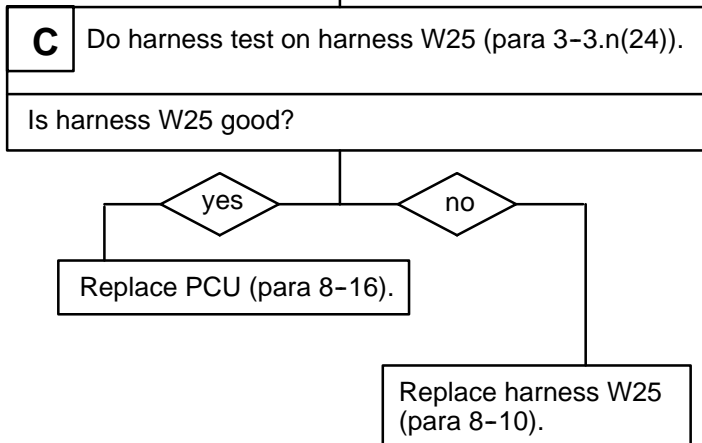 C
Do harness test on harness W25 (para 3-3.n(24)).
Is harness W25 good?
yes
no
Replace PCU (para 8-16).
Replace harness W25
(para 8-10).